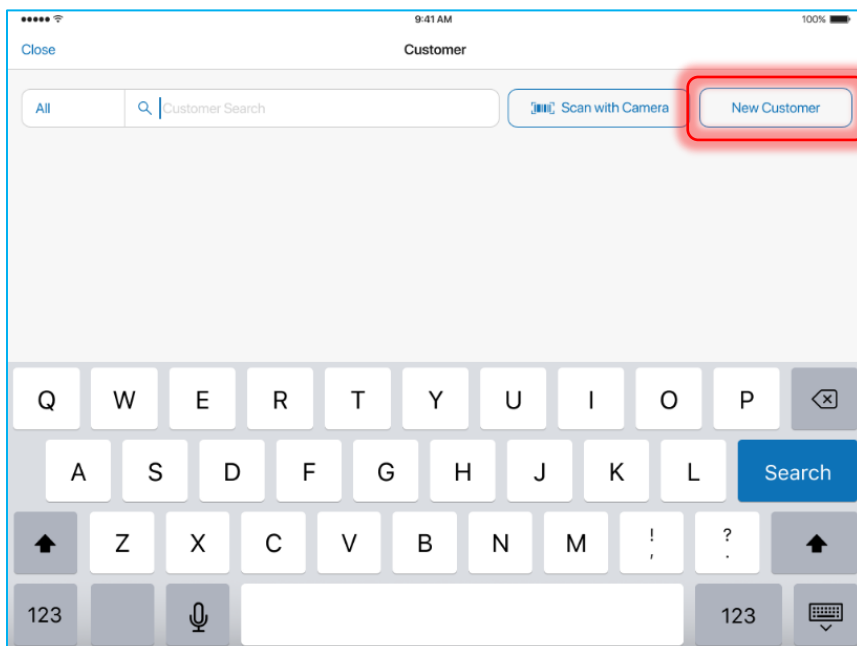 9:41 AM 100%
Close Customer
All Customer Search Scan with Camera New Customer
Q W E R T Y U I O P
A S D F G H J K L Search
Z X C V B N M ! , ? .
123 123